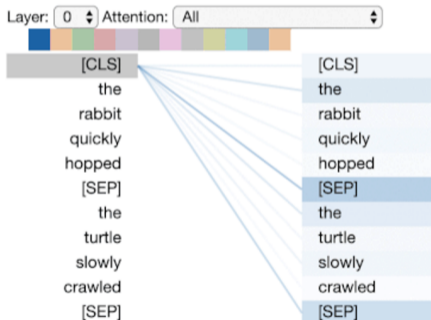 Layer: 0 Attention: All
[CLS] [CLS]
the the
rabbit rabbit
quickly quickly
hopped hopped
[SEP] [SEP]
the the
turtle turtle
slowly slowly
crawled crawled
[SEP] [SEP]